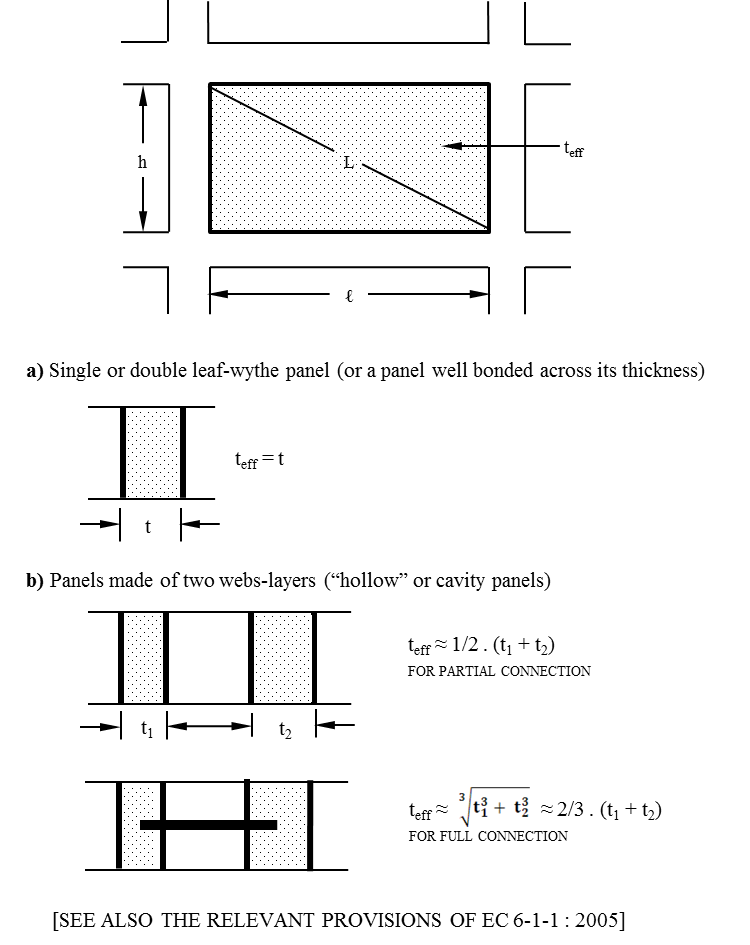 h
L
t_eff
ℓ
a) Single or double leaf-wythe panel (or a panel well bonded across its thickness)
t_eff = t
t
b) Panels made of two webs-layers (“hollow” or cavity panels)
t_eff ≈ 1/2 . (t₁ + t₂)
FOR PARTIAL CONNECTION
t₁ t₂
t_eff ≈ ∛(t₁³ + t₂³) ≈ 2/3 . (t₁ + t₂)
FOR FULL CONNECTION
[SEE ALSO THE RELEVANT PROVISIONS OF EC 6-1-1 : 2005]